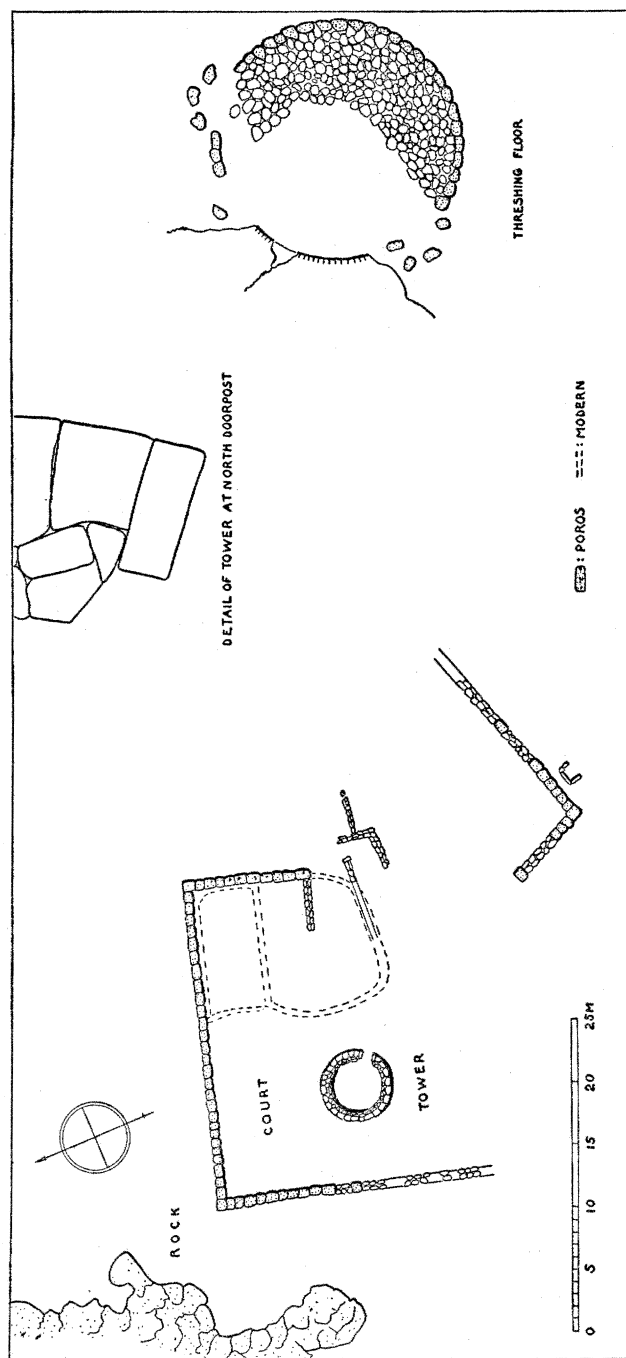 THRESHING FLOOR
DETAIL OF TOWER AT NORTH DOORPOST
: POROS
: MODERN
ROCK
COURT
TOWER
0 5 10 15 20 25M